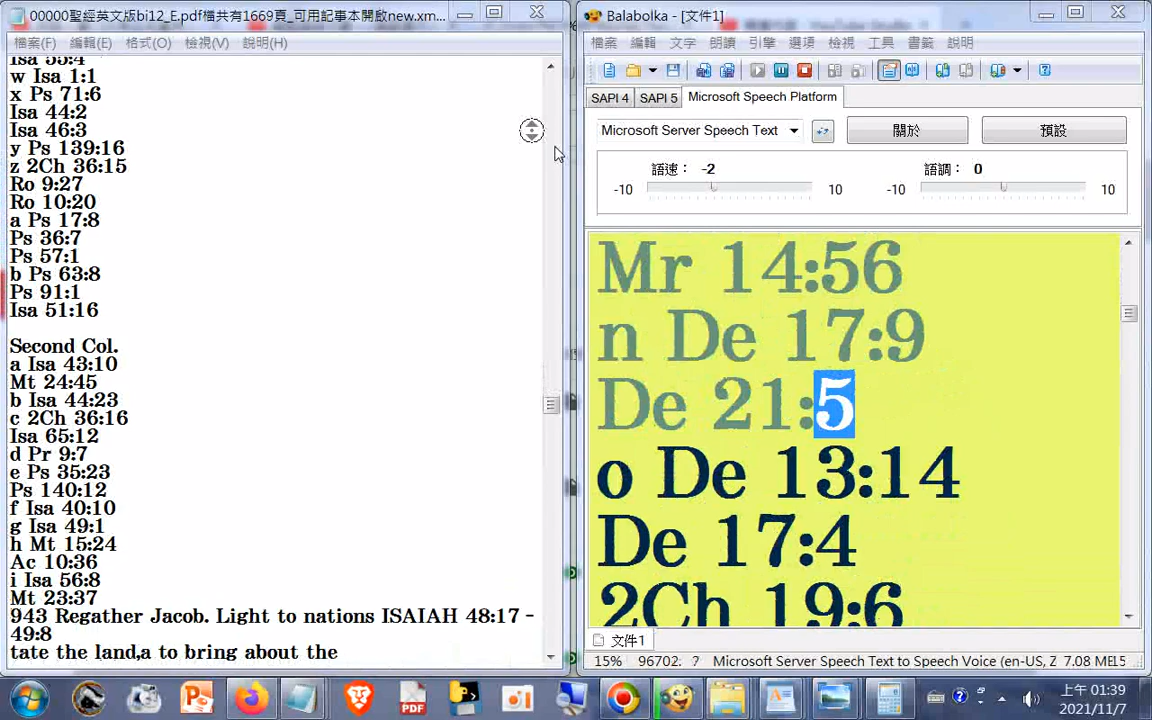 00000聖經英文版bi12_E.pdf檔共有1669頁_可用記事本開啟new.xm...
檔案(F) 編輯(E) 格式(O) 檢視(V) 說明(H)
Isa 55:4
w Isa 1:1
x Ps 71:6
Isa 44:2
Isa 46:3
y Ps 139:16
z 2Ch 36:15
Ro 9:27
Ro 10:20
a Ps 17:8
Ps 36:7
Ps 57:1
b Ps 63:8
Ps 91:1
Isa 51:16
Second Col.
a Isa 43:10
Mt 24:45
b Isa 44:23
c 2Ch 36:16
Isa 65:12
d Pr 9:7
e Ps 35:23
Ps 140:12
f Isa 40:10
g Isa 49:1
h Mt 15:24
Ac 10:36
i Isa 56:8
Mt 23:37
943 Regather Jacob. Light to nations ISAIAH 48:17 -
49:8
tate the land,a to bring about the
Balabolka - [文件1]
檔案 編輯 文字 朗讀 引擎 選項 檢視 工具 書籤 說明
SAPI 4 SAPI 5 Microsoft Speech Platform
Microsoft Server Speech Text 關於 預設
語速： -2 語調： 0
-10 10 -10 10
Mr 14:56
n De 17:9
De 21:5
o De 13:14
De 17:4
2Ch 19:6
文件1
15% 96702: ? Microsoft Server Speech Text to Speech Voice (en-US, Z 7.08 МБ
PDF
上午 01:39
2021/11/7